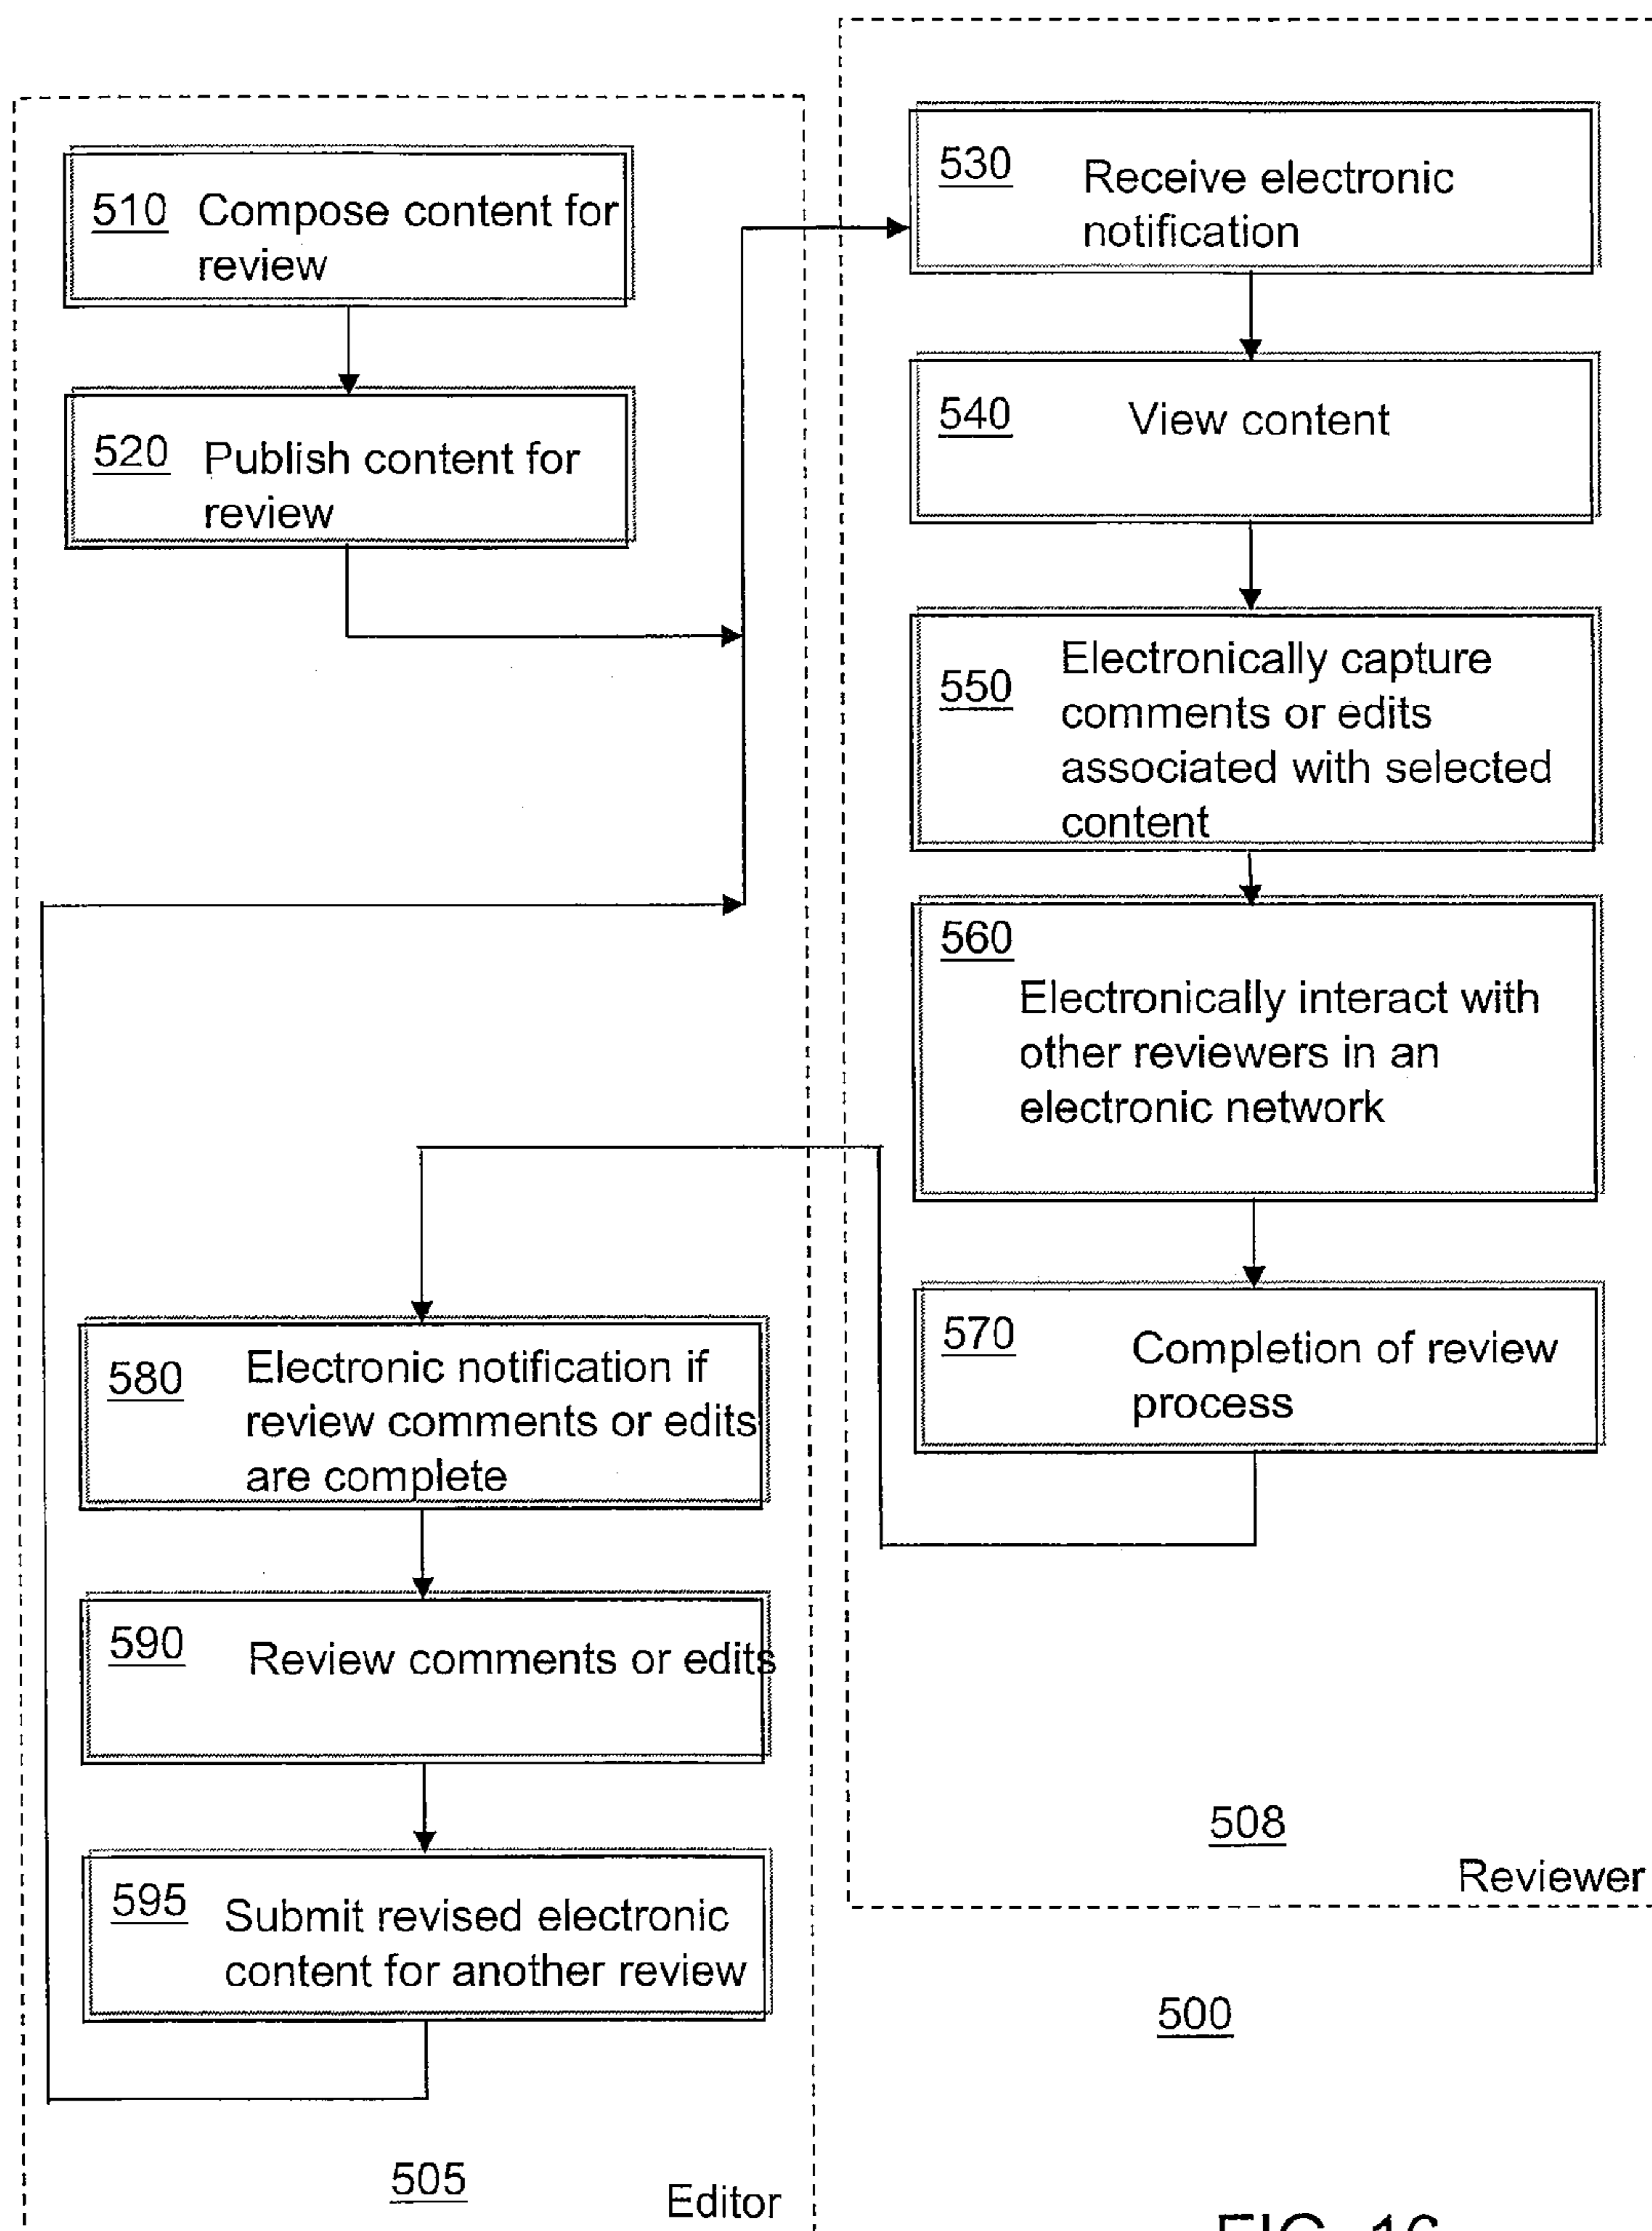 510 Compose content for
review
520 Publish content for
review
530 Receive electronic
notification
540 View content
550 Electronically capture
comments or edits
associated with selected
content
560
Electronically interact with
other reviewers in an
electronic network
570 Completion of review
process
580 Electronic notification if
review comments or edits
are complete
590 Review comments or edits
595 Submit revised electronic
content for another review
508
Reviewer
500
505
Editor
FIG. 16